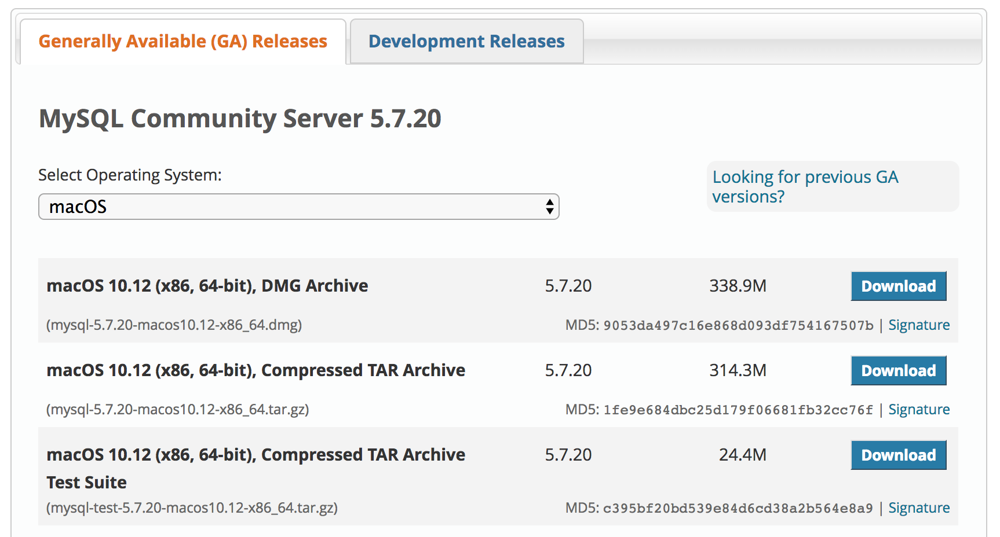 Generally Available (GA) Releases
Development Releases
MySQL Community Server 5.7.20
Select Operating System:
macOS
Looking for previous GA
versions?
macOS 10.12 (x86, 64-bit), DMG Archive 5.7.20 338.9M Download
(mysql-5.7.20-macos10.12-x86_64.dmg) MD5: 9053da497c16e868d093df754167507b | Signature
macOS 10.12 (x86, 64-bit), Compressed TAR Archive 5.7.20 314.3M Download
(mysql-5.7.20-macos10.12-x86_64.tar.gz) MD5: 1fe9e684dbc25d179f06681fb32cc76f | Signature
macOS 10.12 (x86, 64-bit), Compressed TAR Archive 5.7.20 24.4M Download
Test Suite
(mysql-test-5.7.20-macos10.12-x86_64.tar.gz) MD5: c395bf20bd539e84d6cd38a2b564e8a9 | Signature